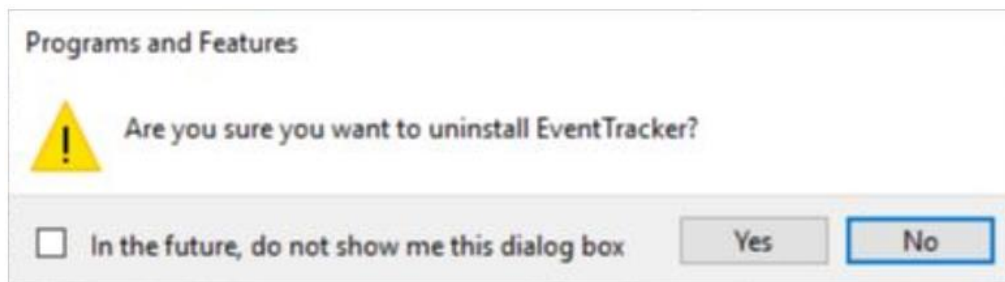 Programs and Features
Are you sure you want to uninstall EventTracker?
In the future, do not show me this dialog box
Yes
No